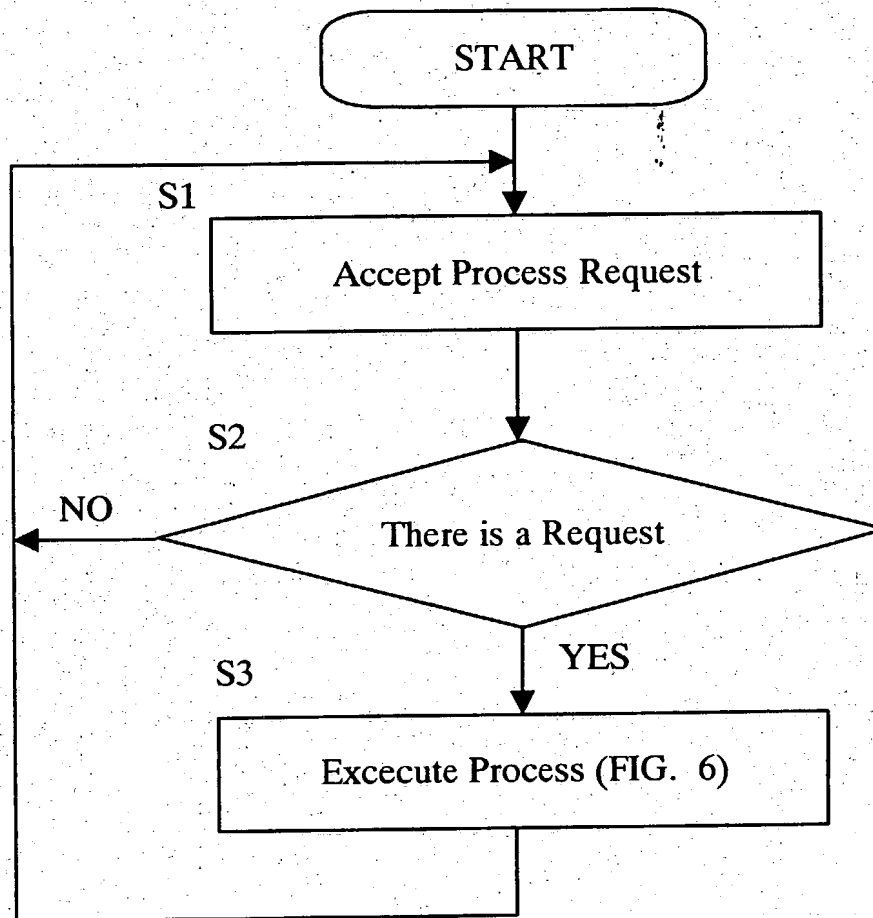 START
S1
Accept Process Request
S2
NO
There is a Request
YES
S3
Excecute Process (FIG. 6)